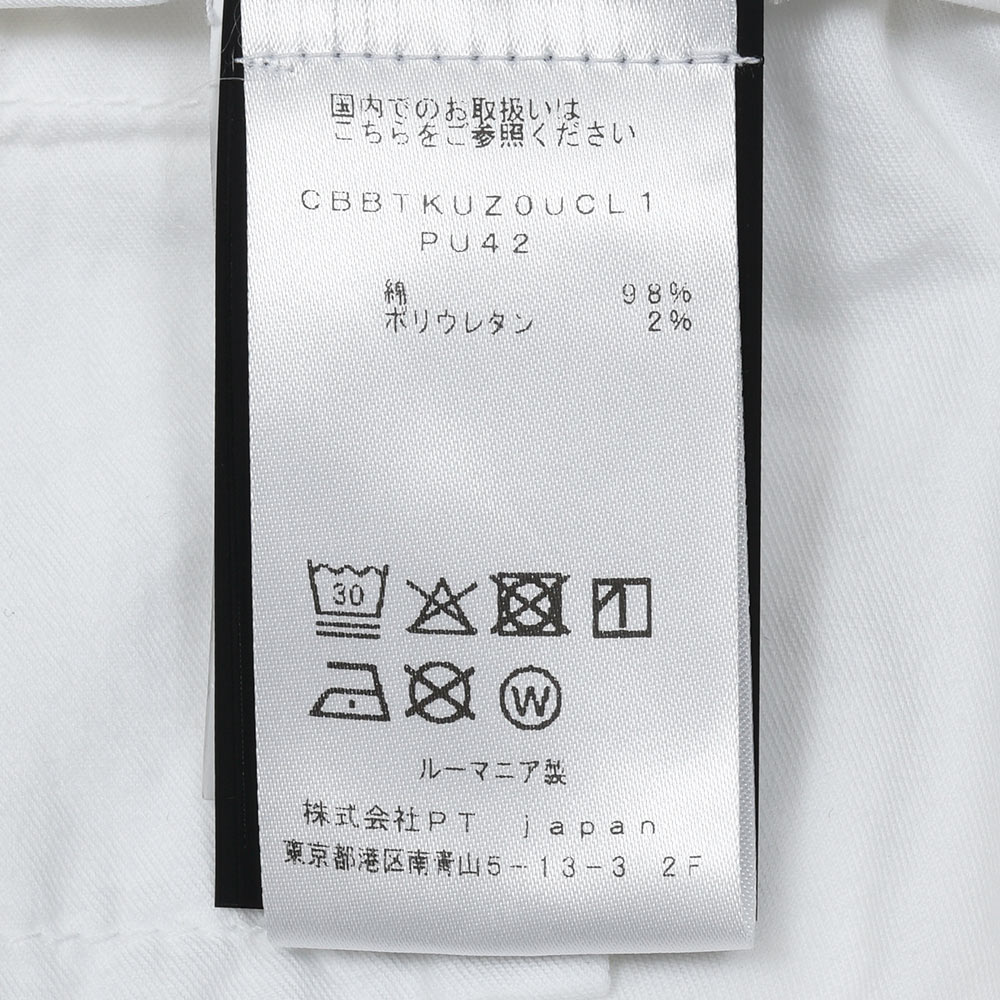 国内でのお取扱いは
こちらをご参照ください
CBBTKUZ0UCL1
PU42
綿 98%
ポリウレタン 2%
30
W
ルーマニア製
株式会社PT japan
東京都港区南青山5-13-3 2F